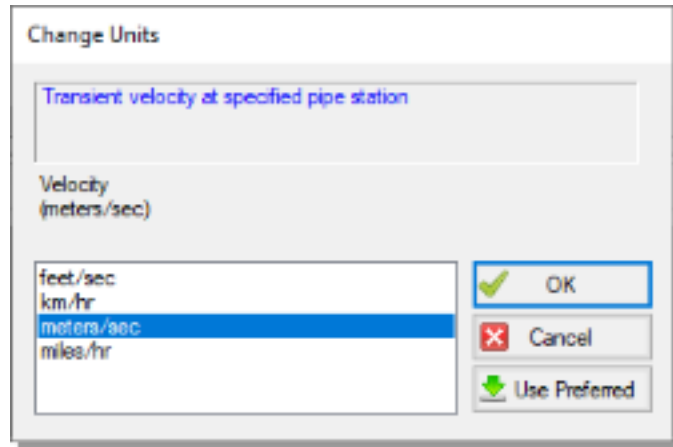 Change Units
Transient velocity at specified pipe station
Velocity
(meters/sec)
feet/sec
km/hr
meters/sec
miles/hr
OK
Cancel
Use Preferred